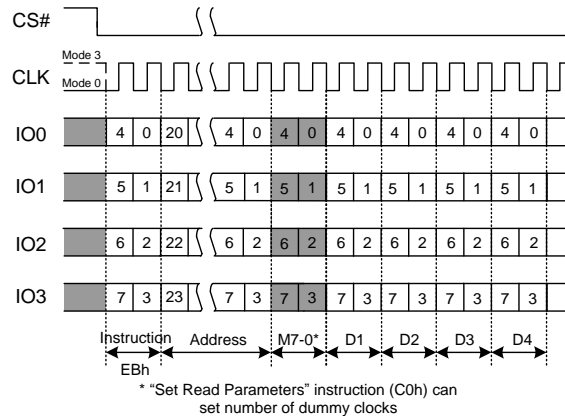 CS#
Mode 3
CLK
Mode 0
IO0 4 0 20 4 0 4 0 4 0 4 0 4 0 4 0
IO1 5 1 21 5 1 5 1 5 1 5 1 5 1 5 1
IO2 6 2 22 6 2 6 2 6 2 6 2 6 2 6 2
IO3 7 3 23 7 3 7 3 7 3 7 3 7 3 7 3
Instruction Address M7-0* D1 D2 D3 D4
EBh
* “Set Read Parameters” instruction (C0h) can
set number of dummy clocks